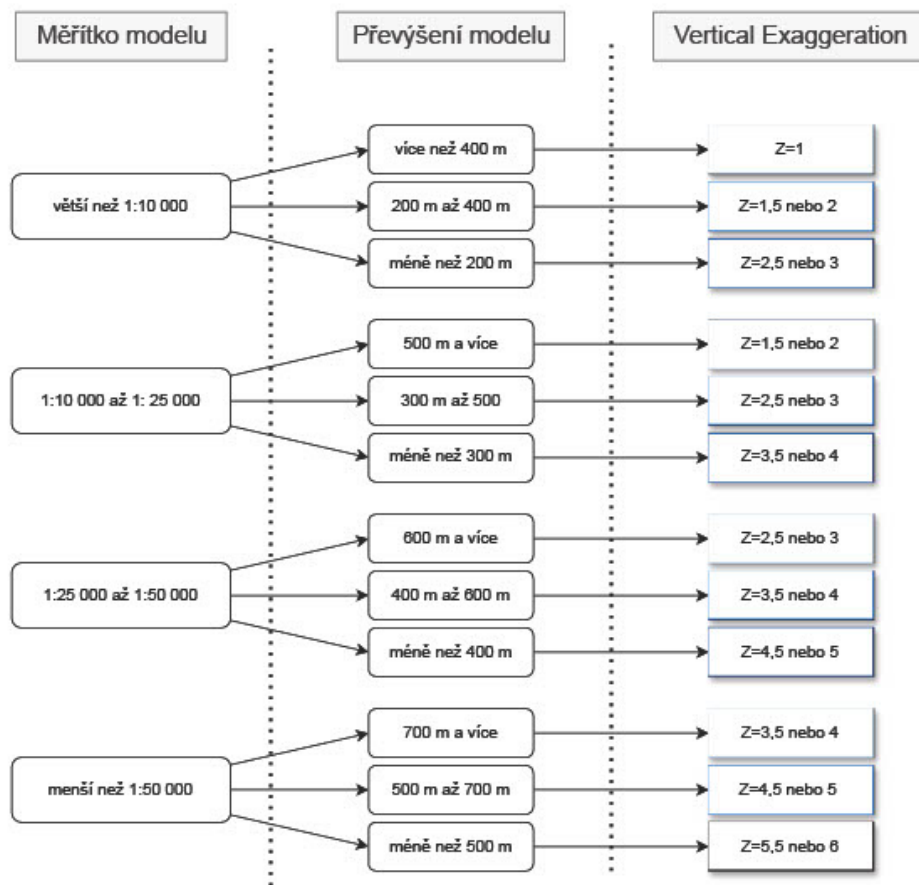 Měřítko modelu
Převýšení modelu
Vertical Exaggeration
větší než 1:10 000
více než 400 m
Z=1
200 m až 400 m
Z=1,5 nebo 2
méně než 200 m
Z=2,5 nebo 3
1:10 000 až 1: 25 000
500 m a více
Z=1,5 nebo 2
300 m až 500
Z=2,5 nebo 3
méně než 300 m
Z=3,5 nebo 4
1:25 000 až 1:50 000
600 m a více
Z=2,5 nebo 3
400 m až 600 m
Z=3,5 nebo 4
méně než 400 m
Z=4,5 nebo 5
menší než 1:50 000
700 m a více
Z=3,5 nebo 4
500 m až 700 m
Z=4,5 nebo 5
méně než 500 m
Z=5,5 nebo 6